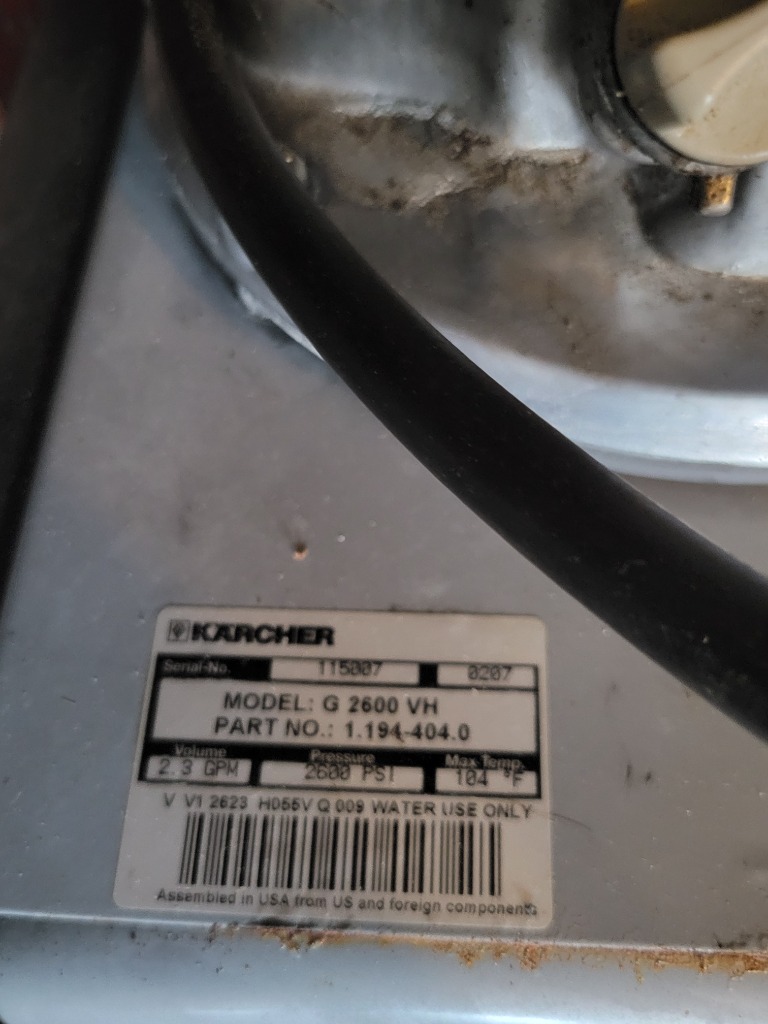 KÄRCHER
Serial-No. 115007 0207
MODEL: G 2600 VH
PART NO.: 1.194-404.0
Volume Pressure Max Temp.
2.3 GPM 2600 PSI 104 °F
V V1 2623 H055V Q 009 WATER USE ONLY
Assembled in USA from US and foreign components